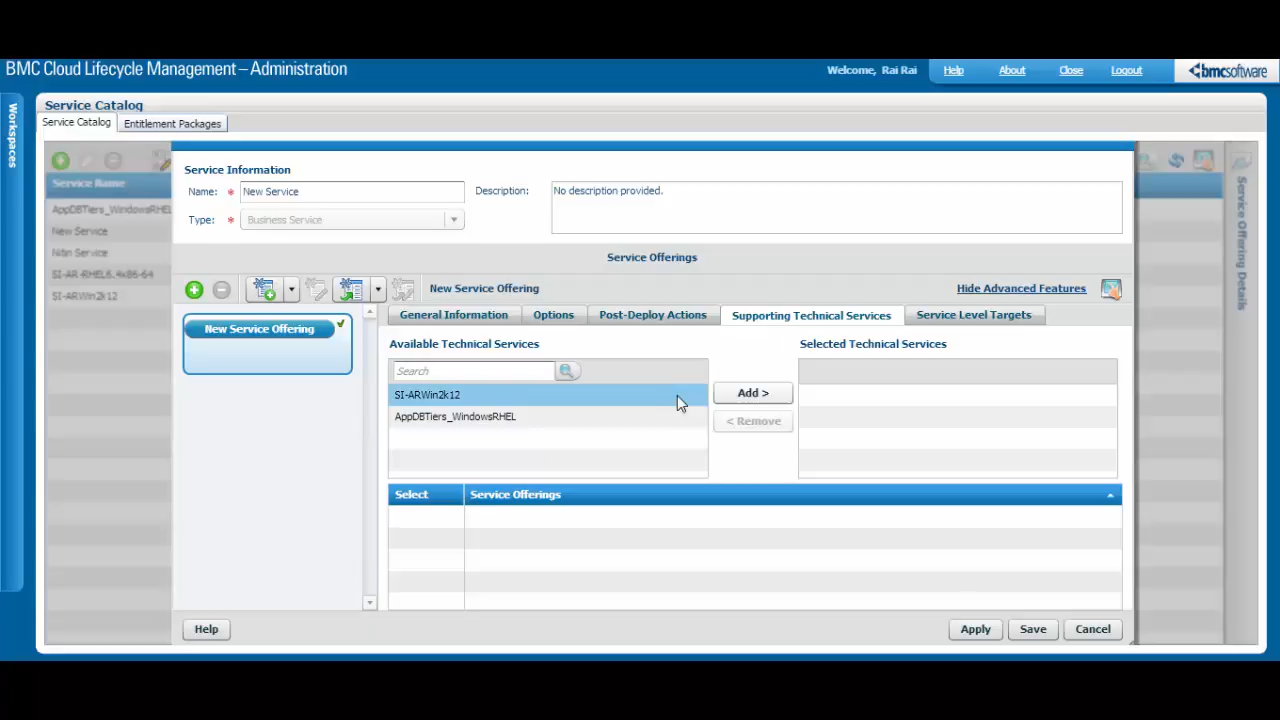 BMC Cloud Lifecycle Management – Administration
Welcome, Rai Rai
Help
About
Close
Logout
bmcsoftware
Workspaces
Service Catalog
Service Catalog
Entitlement Packages
Service Name
AppDBTiers_WindowsRHEL
New Service
Nitin Service
SI-AR-RHEL6.4x86-64
SI-ARWin2k12
Service Offering Details
Service Information
Name: * New Service
Description: No description provided.
Type: * Business Service
Service Offerings
New Service Offering
Hide Advanced Features
New Service Offering
General Information
Options
Post-Deploy Actions
Supporting Technical Services
Service Level Targets
Available Technical Services
Selected Technical Services
Search
SI-ARWin2k12
AppDBTiers_WindowsRHEL
Add >
< Remove
Select
Service Offerings
Help
Apply
Save
Cancel